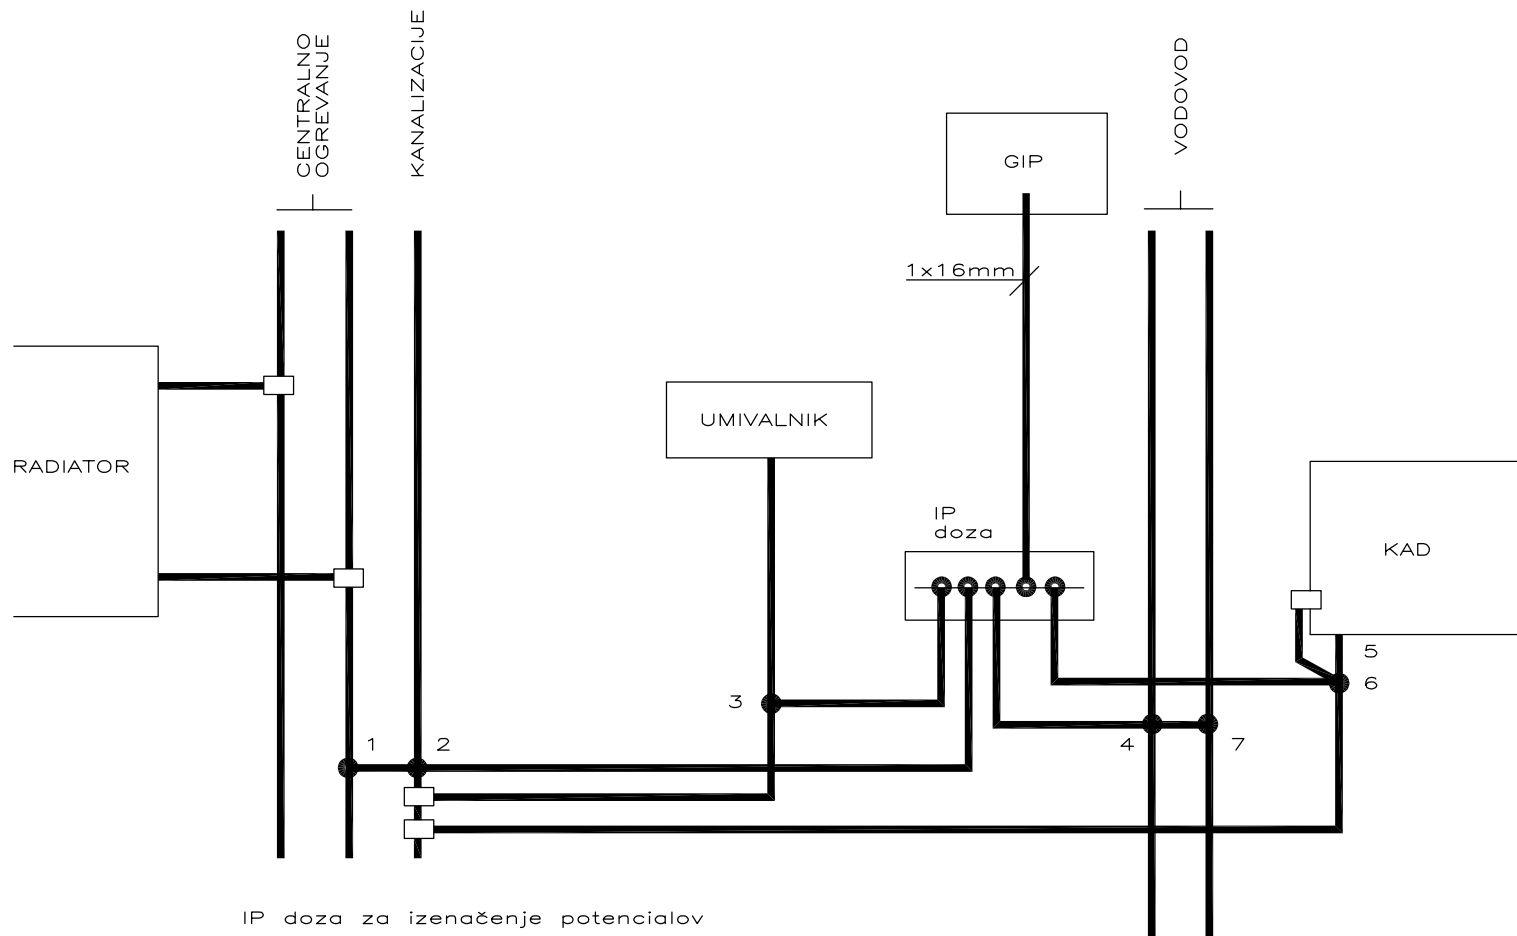 CENTRALNO
OGREVANJE
KANALIZACIJE
VODOVOD
GIP
1x16mm
UMIVALNIK
RADIATOR
IP
doza
KAD
5
6
3
1
2
4
7
IP doza za izenačenje potencialov